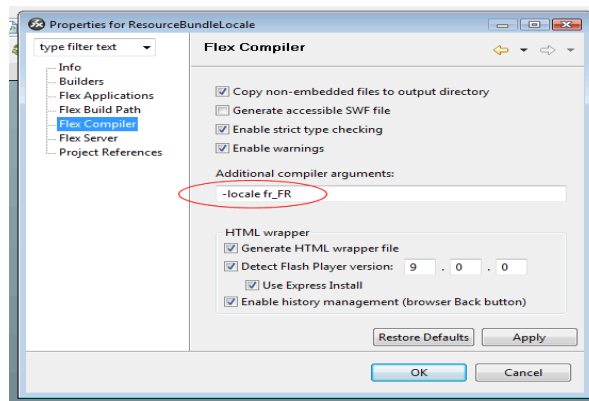 Properties for ResourceBundleLocale
type filter text
Flex Compiler
Info
Builders
Flex Applications
Flex Build Path
Flex Compiler
Flex Server
Project References
Copy non-embedded files to output directory
Generate accessible SWF file
Enable strict type checking
Enable warnings
Additional compiler arguments:
-locale fr_FR
HTML wrapper
Generate HTML wrapper file
Detect Flash Player version: 9 . 0 . 0
Use Express Install
Enable history management (browser Back button)
Restore Defaults Apply
OK Cancel